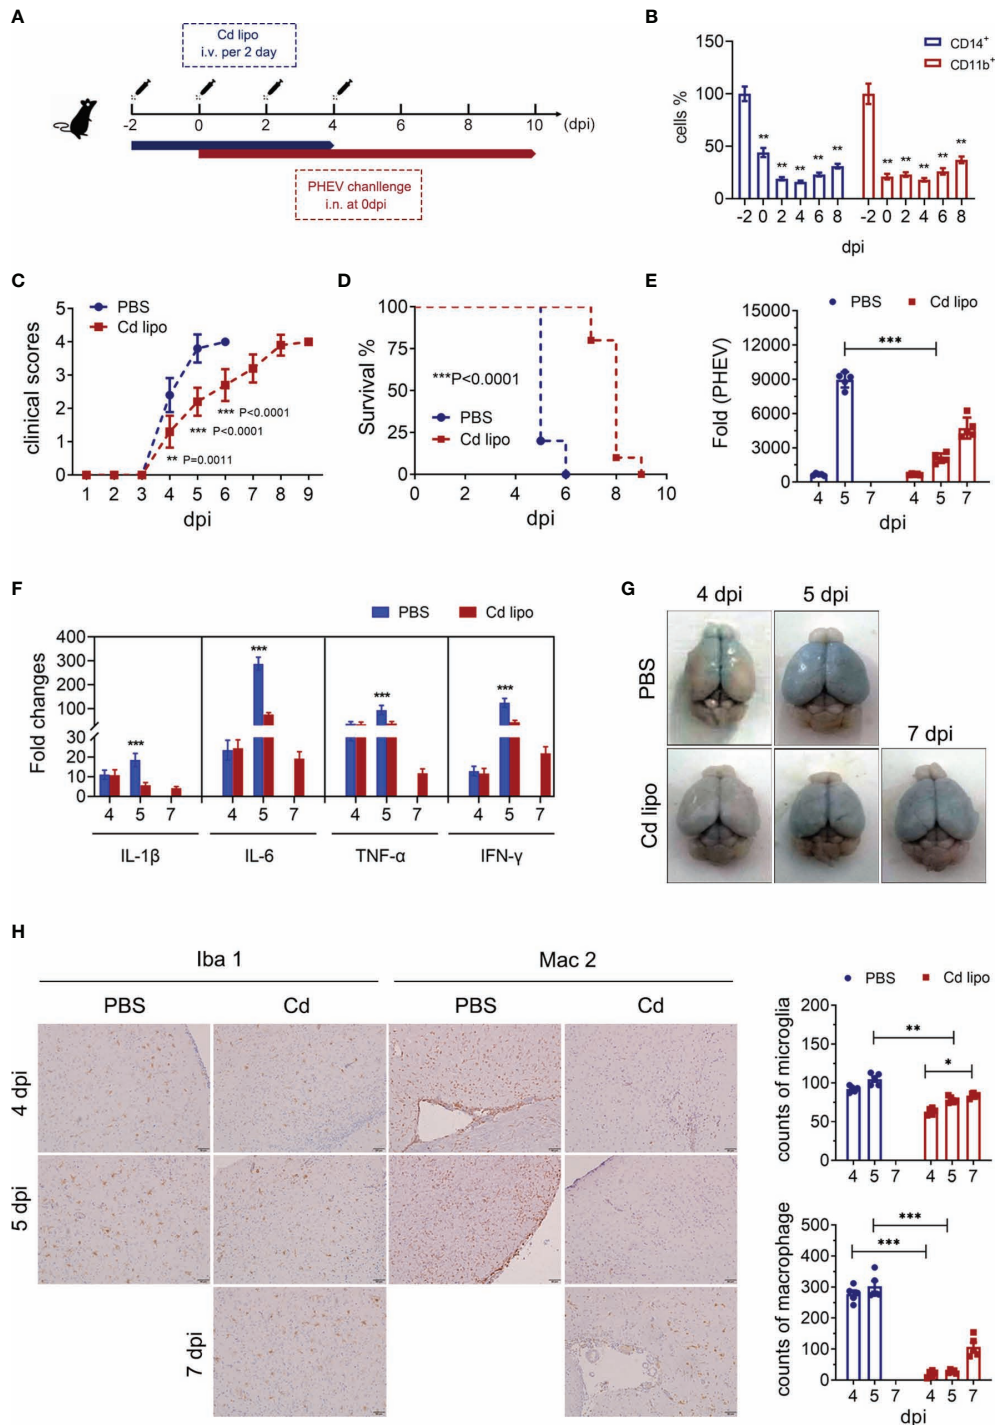 A
Cd lipo
i.v. per 2 day
-2 0 2 4 6 8 10 (dpi)
PHEV chanllenge
i.n. at 0dpi
B
CD14+
CD11b+
cells %
150
100
50
0
-2 0 2 4 6 8 -2 0 2 4 6 8
** ** ** ** ** ** ** ** ** **
dpi
C
PBS
Cd lipo
clinical scores
5
4
3
2
1
0
*** P<0.0001
*** P<0.0001
** P=0.0011
1 2 3 4 5 6 7 8 9
dpi
D
Survival %
100
75
50
25
0
***P<0.0001
PBS
Cd lipo
0 2 4 6 8 10
dpi
E
PBS Cd lipo
Fold (PHEV)
15000
12000
9000
6000
3000
0
***
4 5 7 4 5 7
dpi
F
PBS Cd lipo
Fold changes
400
300
200
100
30
20
10
0
*** *** *** ***
4 5 7 4 5 7 4 5 7 4 5 7
IL-1β IL-6 TNF-α IFN-γ
G
4 dpi 5 dpi
PBS
7 dpi
Cd lipo
H
Iba 1 Mac 2
PBS Cd PBS Cd
4 dpi
5 dpi
7 dpi
PBS Cd lipo
counts of microglia
200
150
100
50
0
**
*
4 5 7 4 5 7
counts of macrophage
500
400
300
200
100
0
***
***
4 5 7 4 5 7
dpi